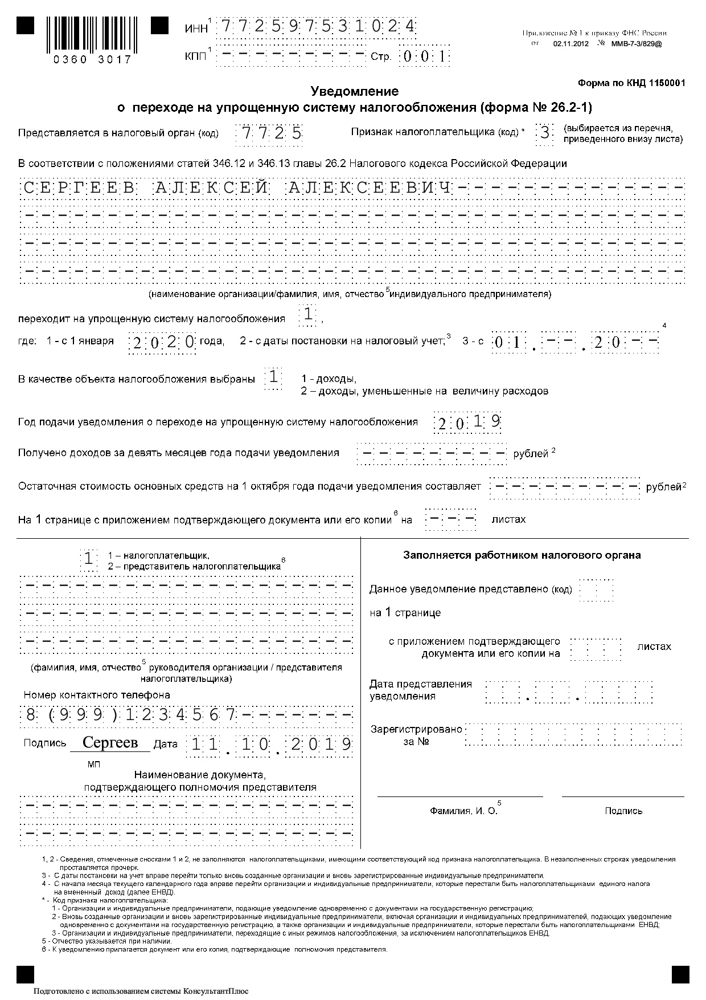 ИНН 1 772597531024
Приложение № 1 к приказу ФНС России
от 02.11.2012 № ММВ-7-3/829@
КПП 1 – – – – – – – – – Стр. 001
0360 3017
Форма по КНД 1150001
Уведомление
о переходе на упрощенную систему налогообложения (форма № 26.2-1)
Представляется в налоговый орган (код) 7725 Признак налогоплательщика (код) * 3 (выбирается из перечня,
приведенного внизу листа)
В соответствии с положениями статей 346.12 и 346.13 главы 26.2 Налогового кодекса Российской Федерации
СЕРГЕЕВ АЛЕКСЕЙ АЛЕКСЕЕВИЧ – – – – – – – – – – – – – –
– – – – – – – – – – – – – – – – – – – – – – – – – – – – – – – – – – – – – – – –
– – – – – – – – – – – – – – – – – – – – – – – – – – – – – – – – – – – – – – – –
– – – – – – – – – – – – – – – – – – – – – – – – – – – – – – – – – – – – – – – –
(наименование организации/фамилия, имя, отчество 5 индивидуального предпринимателя)
переходит на упрощенную систему налогообложения 1 ,
где: 1 - с 1 января 2020 года, 2 - с даты постановки на налоговый учет; 3 3 - с 01 . – – . 20 – – 4
В качестве объекта налогообложения выбраны 1 1 - доходы,
2 – доходы, уменьшенные на величину расходов
Год подачи уведомления о переходе на упрощенную систему налогообложения 2019
Получено доходов за девять месяцев года подачи уведомления – – – – – – – – – рублей 2
Остаточная стоимость основных средств на 1 октября года подачи уведомления составляет – – – – – – – – – рублей 2
На 1 странице с приложением подтверждающего документа или его копии 6 на – – – листах
1 1 – налогоплательщик,
2 – представитель налогоплательщика 6
– – – – – – – – – – – – – – – – – – – –
– – – – – – – – – – – – – – – – – – – –
– – – – – – – – – – – – – – – – – – – –
(фамилия, имя, отчество 5 руководителя организации / представителя
налогоплательщика)
Номер контактного телефона
8 (999)1234567 – – – – – – –
Подпись Сергеев Дата 11 . 10 . 2019
МП
Наименование документа,
подтверждающего полномочия представителя
– – – – – – – – – – – – – – – – – – – –
– – – – – – – – – – – – – – – – – – – –
Заполняется работником налогового органа
Данное уведомление представлено (код)
на 1 странице
с приложением подтверждающего
документа или его копии на листах
Дата представления
уведомления . .
Зарегистрировано
за №
Фамилия, И. О. 5 Подпись
1, 2 - Сведения, отмеченные сносками 1 и 2, не заполняются налогоплательщиками, имеющими соответствующий код признака налогоплательщика. В незаполненных строках уведомления
проставляется прочерк.
3 - С даты постановки на учет вправе перейти только вновь созданные организации и вновь зарегистрированные индивидуальные предприниматели.
4 - С начала месяца текущего календарного года вправе перейти организации и индивидуальные предприниматели, которые перестали быть налогоплательщиками единого налога
на вмененный доход (далее ЕНВД).
* - Код признака налогоплательщика:
1 - Организации и индивидуальные предприниматели, подающие уведомление одновременно с документами на государственную регистрацию;
2 - Вновь созданные организации и вновь зарегистрированные индивидуальные предприниматели, включая организации и индивидуальных предпринимателей, подающих уведомление
одновременно с документами на государственную регистрацию, а также организации и индивидуальные предприниматели, которые перестали быть налогоплательщиками ЕНВД;
3 - Организации и индивидуальные предприниматели, переходящие с иных режимов налогообложения, за исключением налогоплательщиков ЕНВД.
5 - Отчество указывается при наличии.
6 - К уведомлению прилагается документ или его копия, подтверждающие полномочия представителя.
Подготовлено с использованием системы КонсультантПлюс